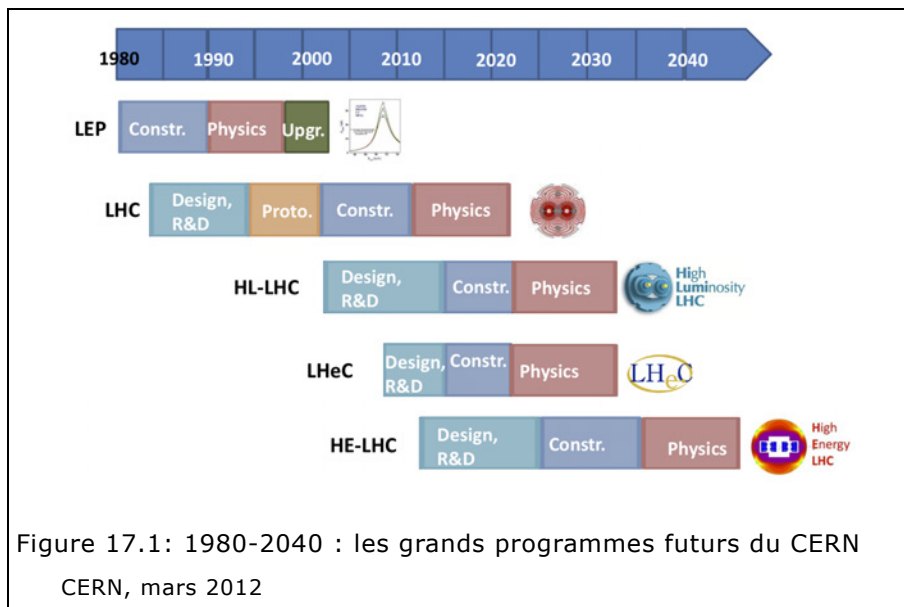 1980 1990 2000 2010 2020 2030 2040
LEP Constr. Physics Upgr.
LHC Design, R&D Proto. Constr. Physics
HL-LHC Design, R&D Constr. Physics
High
Luminosity
LHC
LHeC Design, R&D Constr. Physics
LHeC
HE-LHC Design, R&D Constr. Physics
High
Energy
LHC
Figure 17.1: 1980-2040 : les grands programmes futurs du CERN
CERN, mars 2012